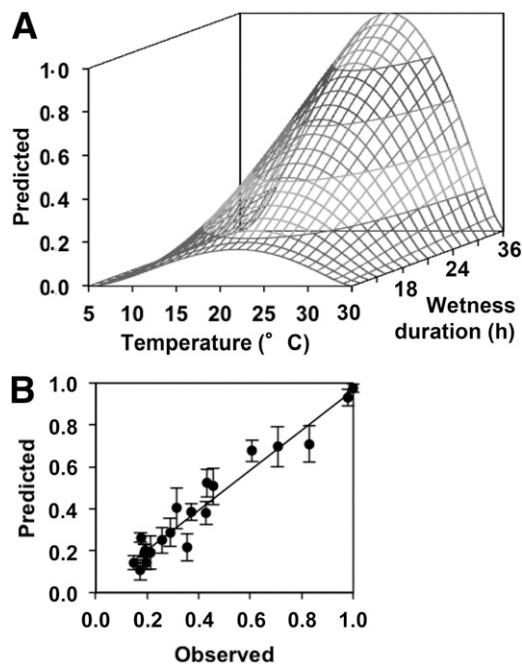 A
1.0
0.8
0.6
0.4
0.2
0.0
Predicted
5 10 15 20 25 30 30
Temperature (° C)
18 24 36
Wetness
duration (h)
B
1.0
0.8
0.6
0.4
0.2
0.0
Predicted
0.0 0.2 0.4 0.6 0.8 1.0
Observed